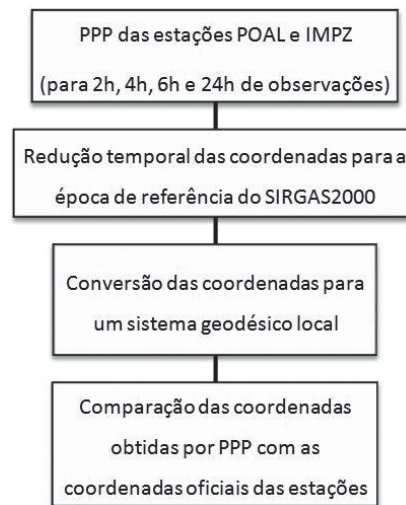 PPP das estações POAL e IMPZ
(para 2h, 4h, 6h e 24h de observações)
Redução temporal das coordenadas para a
época de referência do SIRGAS2000
Conversão das coordenadas para
um sistema geodésico local
Comparação das coordenadas
obtidas por PPP com as
coordenadas oficiais das estações